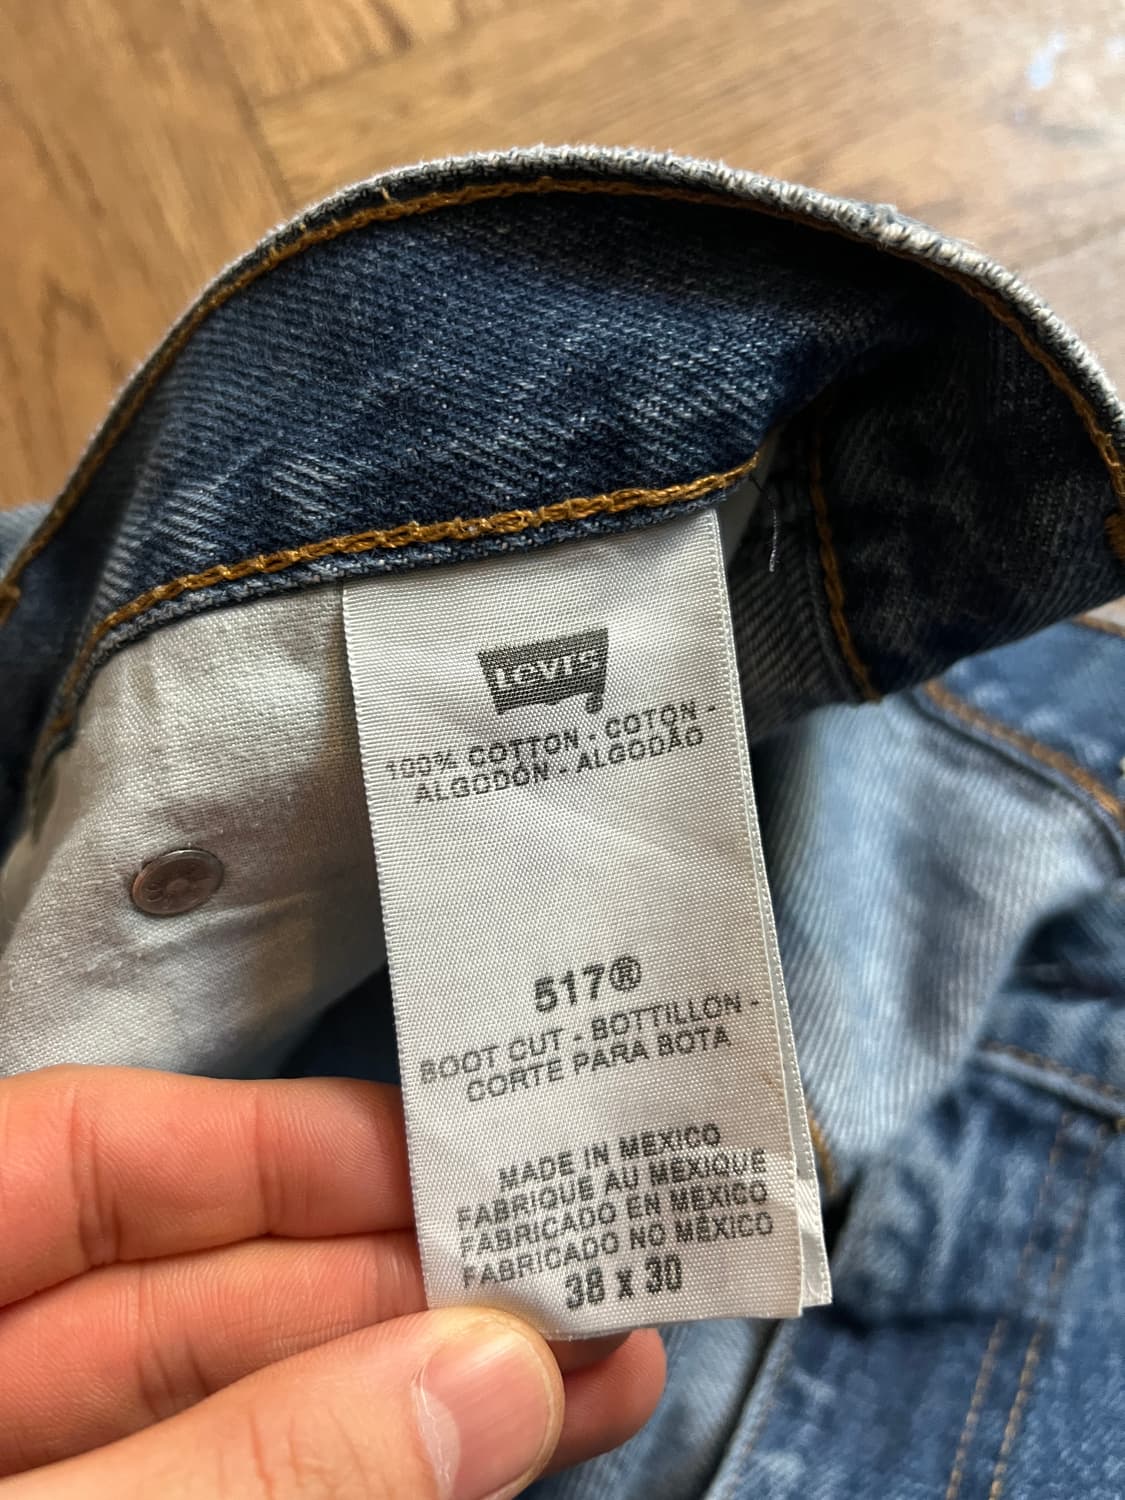 Levi's
100% COTTON - COTON -
ALGODÓN - ALGODÃO
517®
BOOT CUT - BOTTILLON -
CORTE PARA BOTA
MADE IN MEXICO
FABRIQUE AU MEXIQUE
FABRICADO EN MEXICO
FABRICADO NO MÉXICO
38 x 30